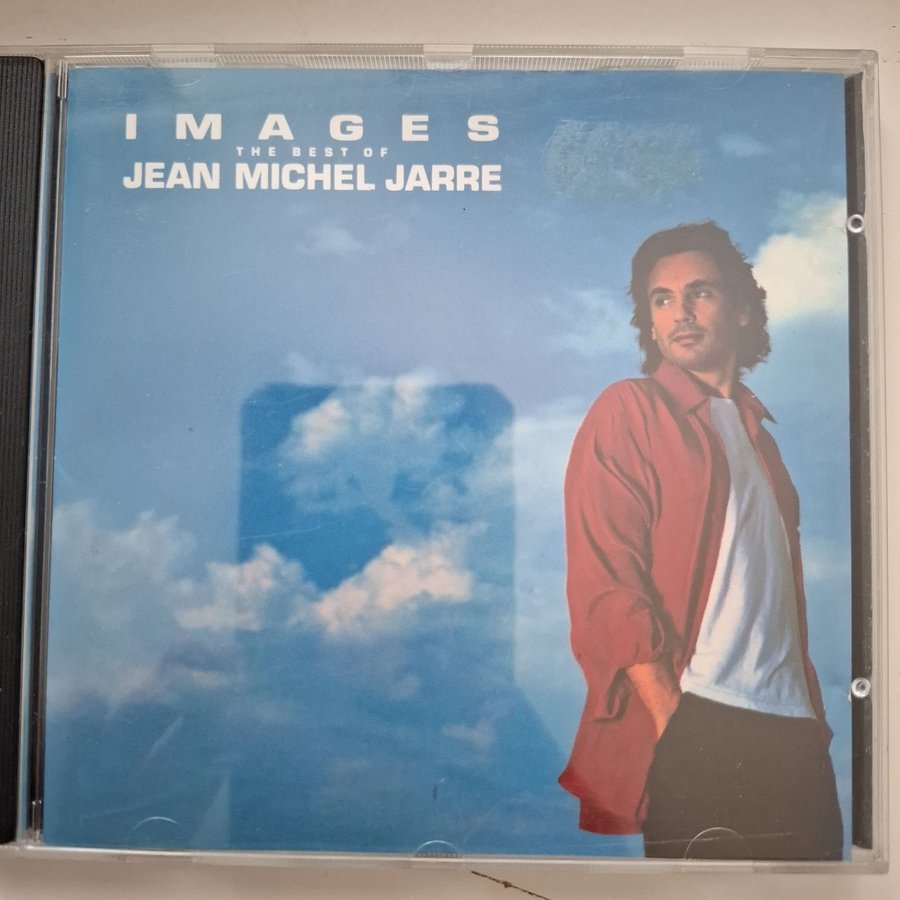 IMAGES
THE BEST OF
JEAN MICHEL JARRE